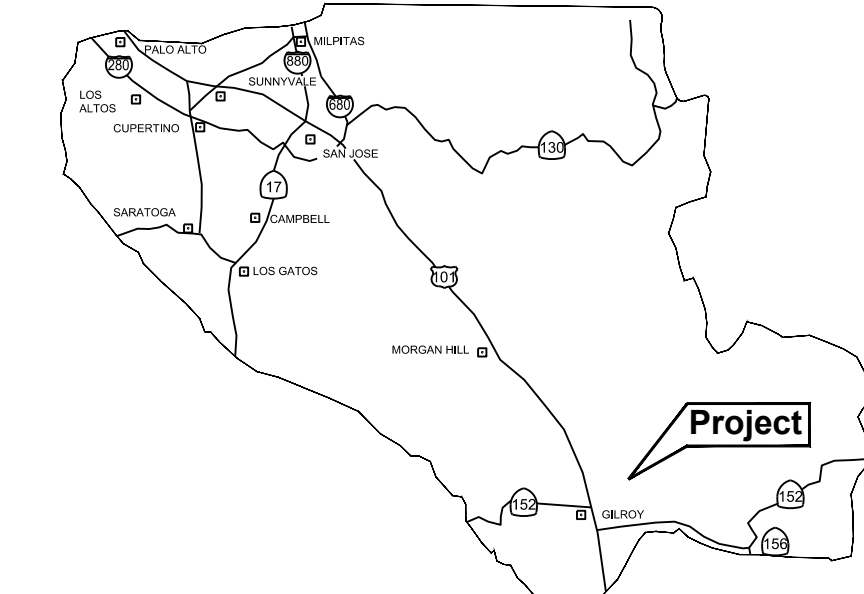 PALO ALTO
MILPITAS
880
280
SUNNYVALE
LOS
ALTOS
680
CUPERTINO
130
SAN JOSE
17
SARATOGA
CAMPBELL
LOS GATOS
101
MORGAN HILL
Project
152
152
GILROY
156